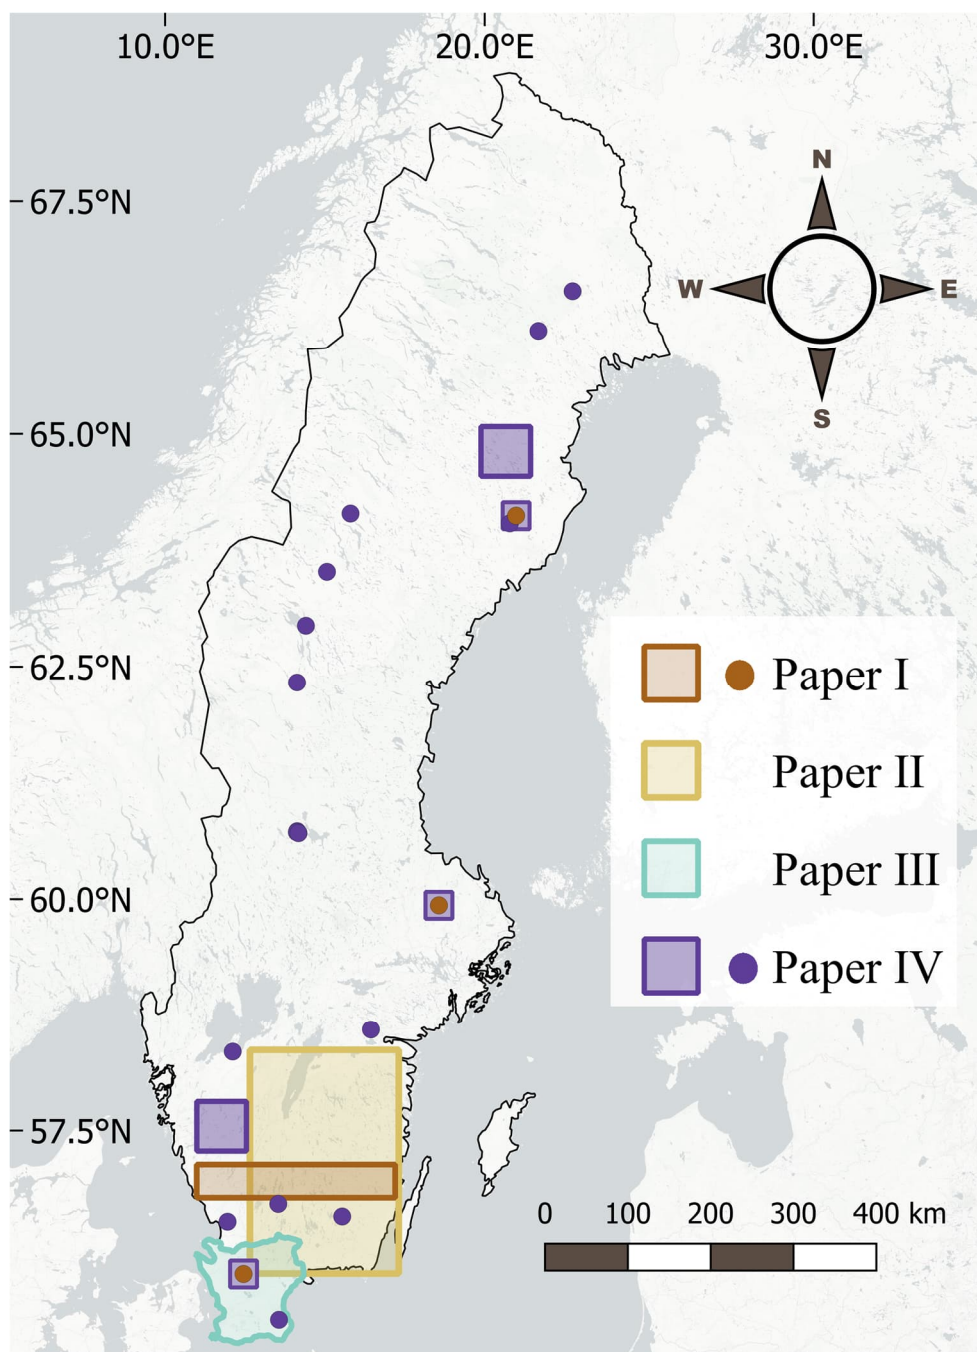 10.0°E 20.0°E 30.0°E
N
67.5°N
W E
S
65.0°N
62.5°N
Paper I
Paper II
Paper III
60.0°N
Paper IV
57.5°N
0 100 200 300 400 km